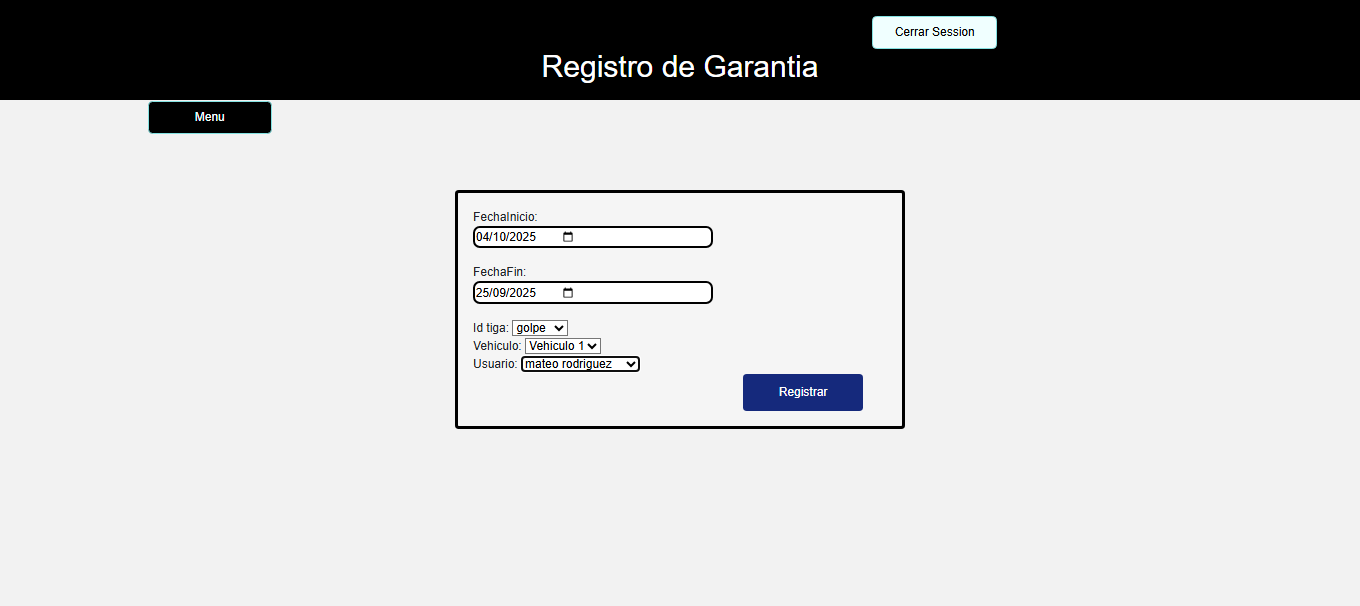 Cerrar Session
Registro de Garantia
Menu
FechaInicio:
04/10/2025
FechaFin:
25/09/2025
Id tiga: golpe
Vehiculo: Vehiculo 1
Usuario: mateo rodriguez
Registrar